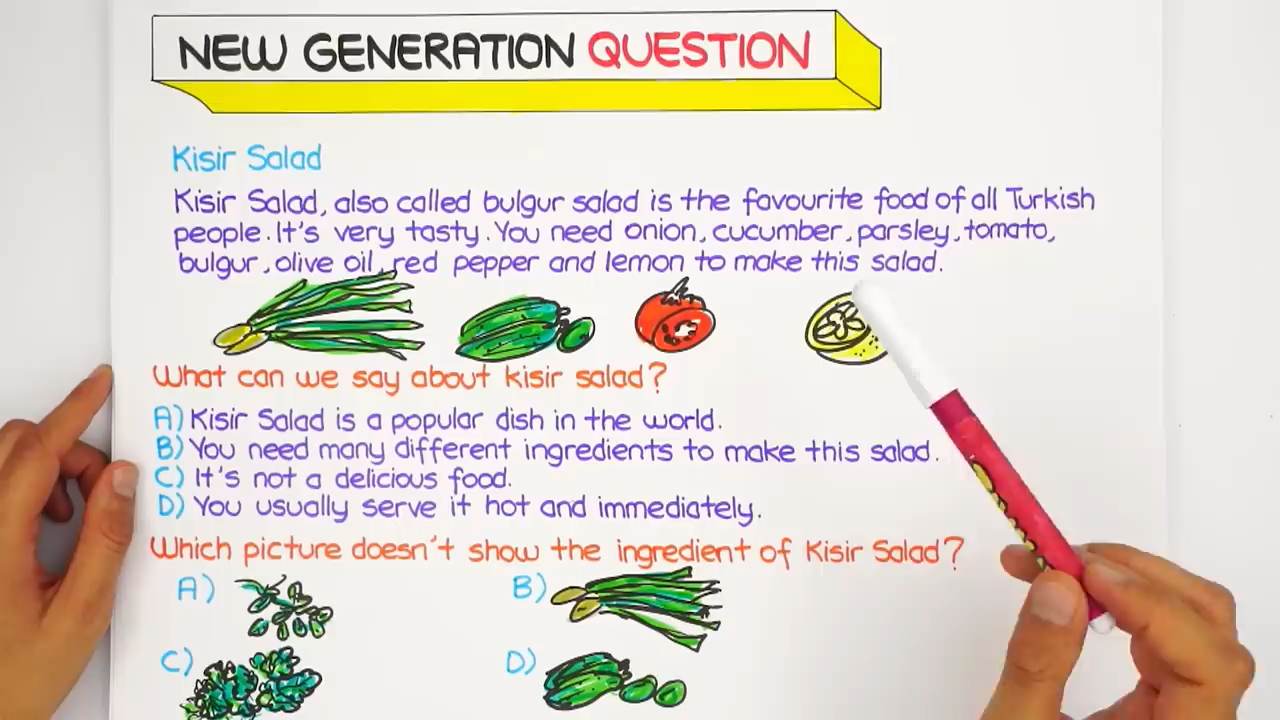 NEW GENERATION QUESTION
Kisir Salad
Kisir Salad, also called bulgur salad is the favourite food of all Turkish
people. It's very tasty. You need onion, cucumber, parsley, tomato,
bulgur, olive oil, red pepper and lemon to make this salad.
What can we say about kisir salad?
A) Kisir Salad is a popular dish in the world.
B) You need many different ingredients to make this salad.
C) It's not a delicious food.
D) You usually serve it hot and immediately.
Which picture doesn't show the ingredient of Kisir Salad?
A)
B)
C)
D)